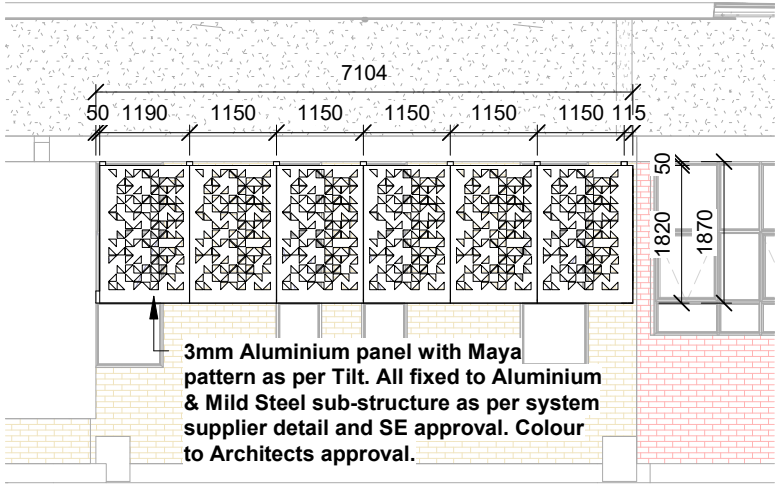 7104
50 1190 1150 1150 1150 1150 1150 115
50
1820
1870
3mm Aluminium panel with Maya
pattern as per Tilt. All fixed to Aluminium
& Mild Steel sub-structure as per system
supplier detail and SE approval. Colour
to Architects approval.